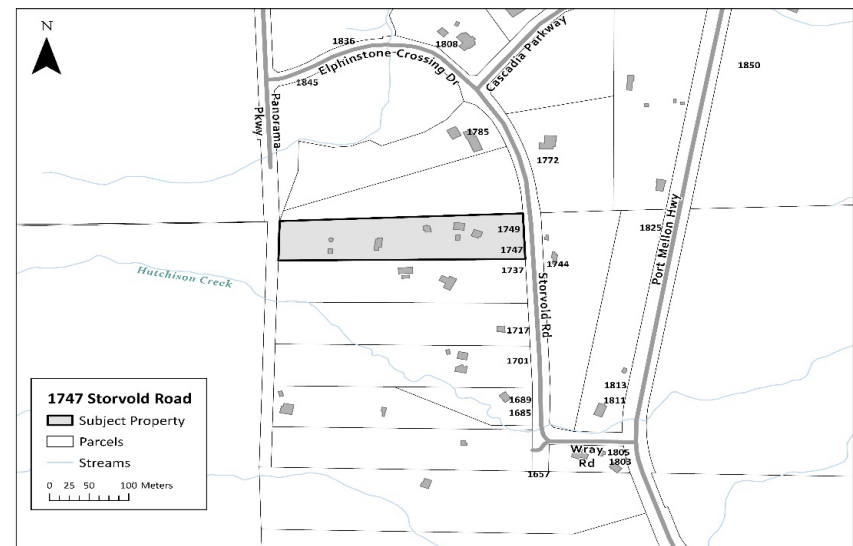 N
1836
1808
1845
Elphinstone Crossing Dr
Cascadia Parkway
1850
Panorama
Pkwy
1785
1772
1749
1825
1747
1744
1737
Port Mellon Hwy
Hutchison Creek
Storvold Rd
1717
1701
1813
1689
1811
1685
Wray
Rd
1805
1803
1657
1747 Storvold Road
Subject Property
Parcels
Streams
0 25 50 100 Meters